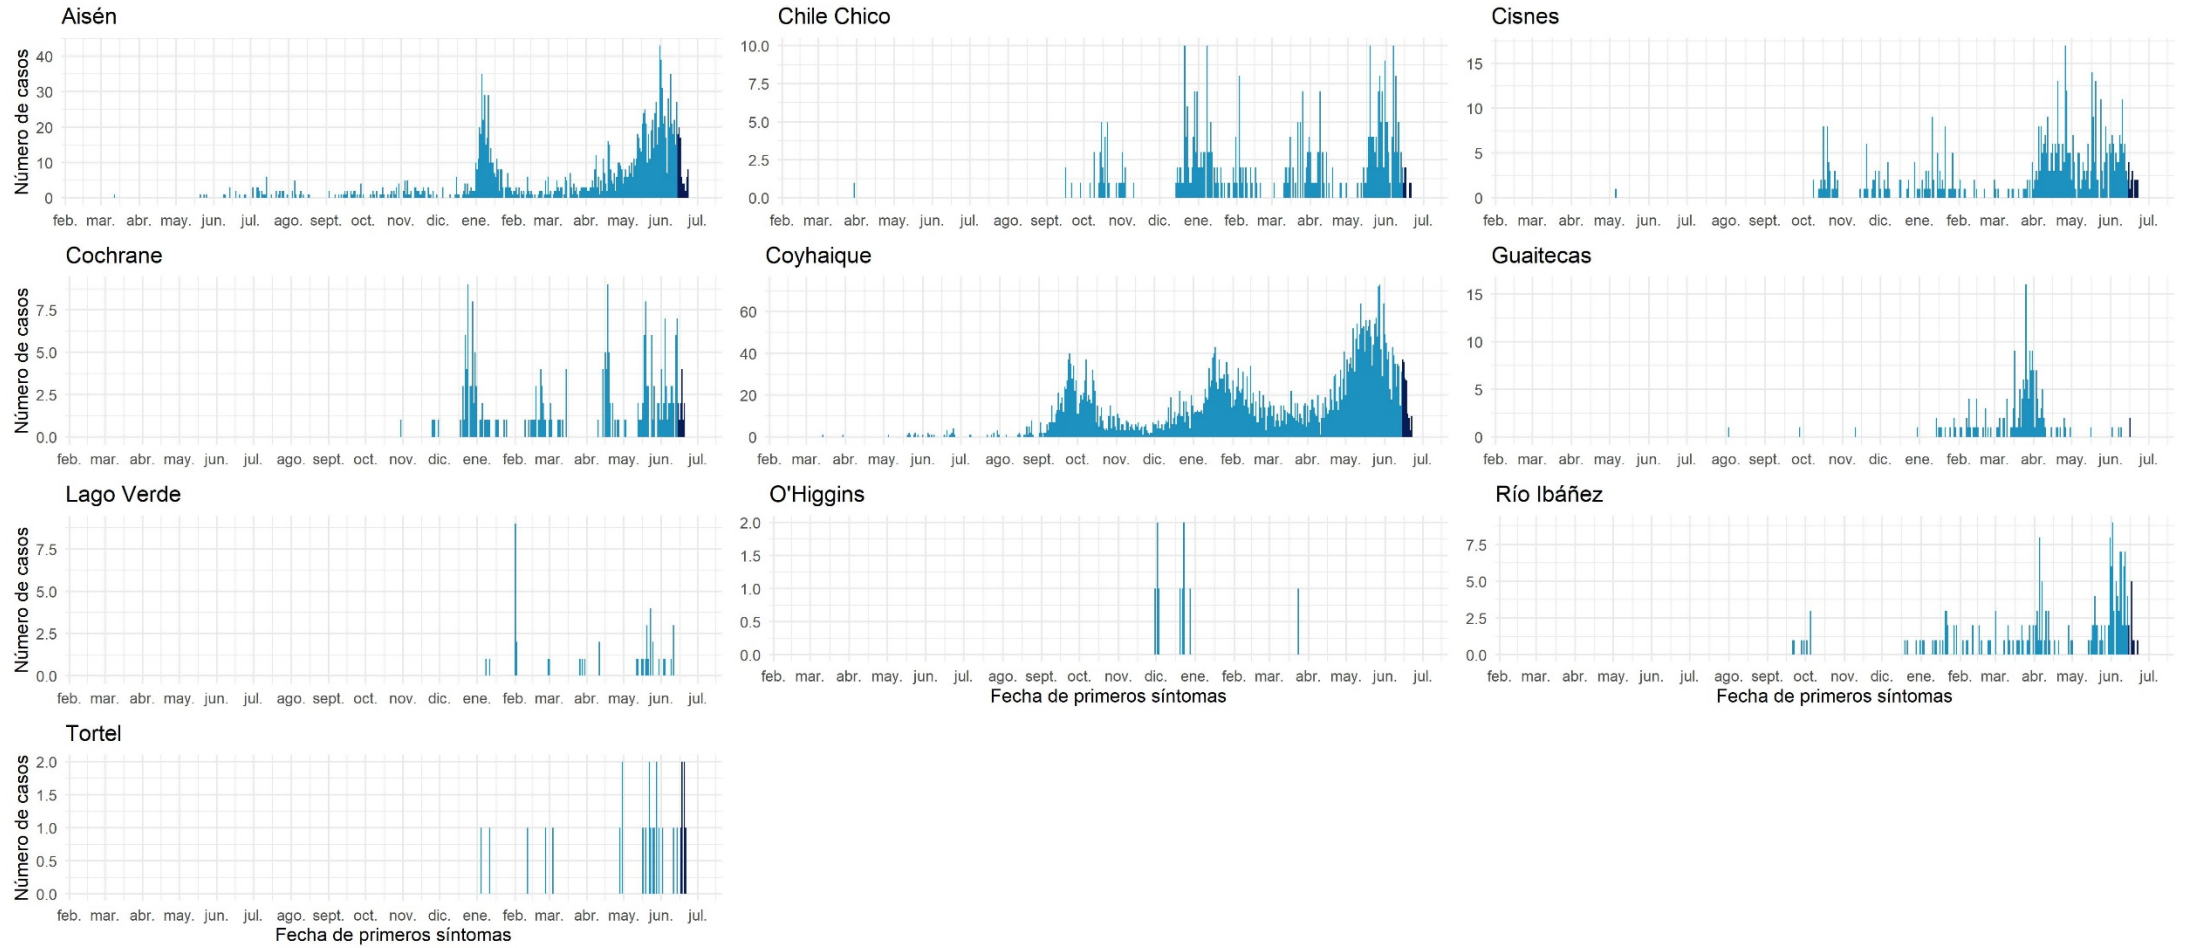 Aisén
Número de casos
40
30
20
10
0
feb. mar. abr. may. jun. jul. ago. sept. oct. nov. dic. ene. feb. mar. abr. may. jun. jul.
Chile Chico
10.0
7.5
5.0
2.5
0.0
feb. mar. abr. may. jun. jul. ago. sept. oct. nov. dic. ene. feb. mar. abr. may. jun. jul.
Cisnes
15
10
5
0
feb. mar. abr. may. jun. jul. ago. sept. oct. nov. dic. ene. feb. mar. abr. may. jun. jul.
Cochrane
Número de casos
7.5
5.0
2.5
0.0
feb. mar. abr. may. jun. jul. ago. sept. oct. nov. dic. ene. feb. mar. abr. may. jun. jul.
Coyhaique
60
40
20
0
feb. mar. abr. may. jun. jul. ago. sept. oct. nov. dic. ene. feb. mar. abr. may. jun. jul.
Guaitecas
15
10
5
0
feb. mar. abr. may. jun. jul. ago. sept. oct. nov. dic. ene. feb. mar. abr. may. jun. jul.
Lago Verde
Número de casos
7.5
5.0
2.5
0.0
feb. mar. abr. may. jun. jul. ago. sept. oct. nov. dic. ene. feb. mar. abr. may. jun. jul.
O'Higgins
2.0
1.5
1.0
0.5
0.0
feb. mar. abr. may. jun. jul. ago. sept. oct. nov. dic. ene. feb. mar. abr. may. jun. jul.
Fecha de primeros síntomas
Río Ibáñez
7.5
5.0
2.5
0.0
feb. mar. abr. may. jun. jul. ago. sept. oct. nov. dic. ene. feb. mar. abr. may. jun. jul.
Fecha de primeros síntomas
Tortel
Número de casos
2.0
1.5
1.0
0.5
0.0
feb. mar. abr. may. jun. jul. ago. sept. oct. nov. dic. ene. feb. mar. abr. may. jun. jul.
Fecha de primeros síntomas